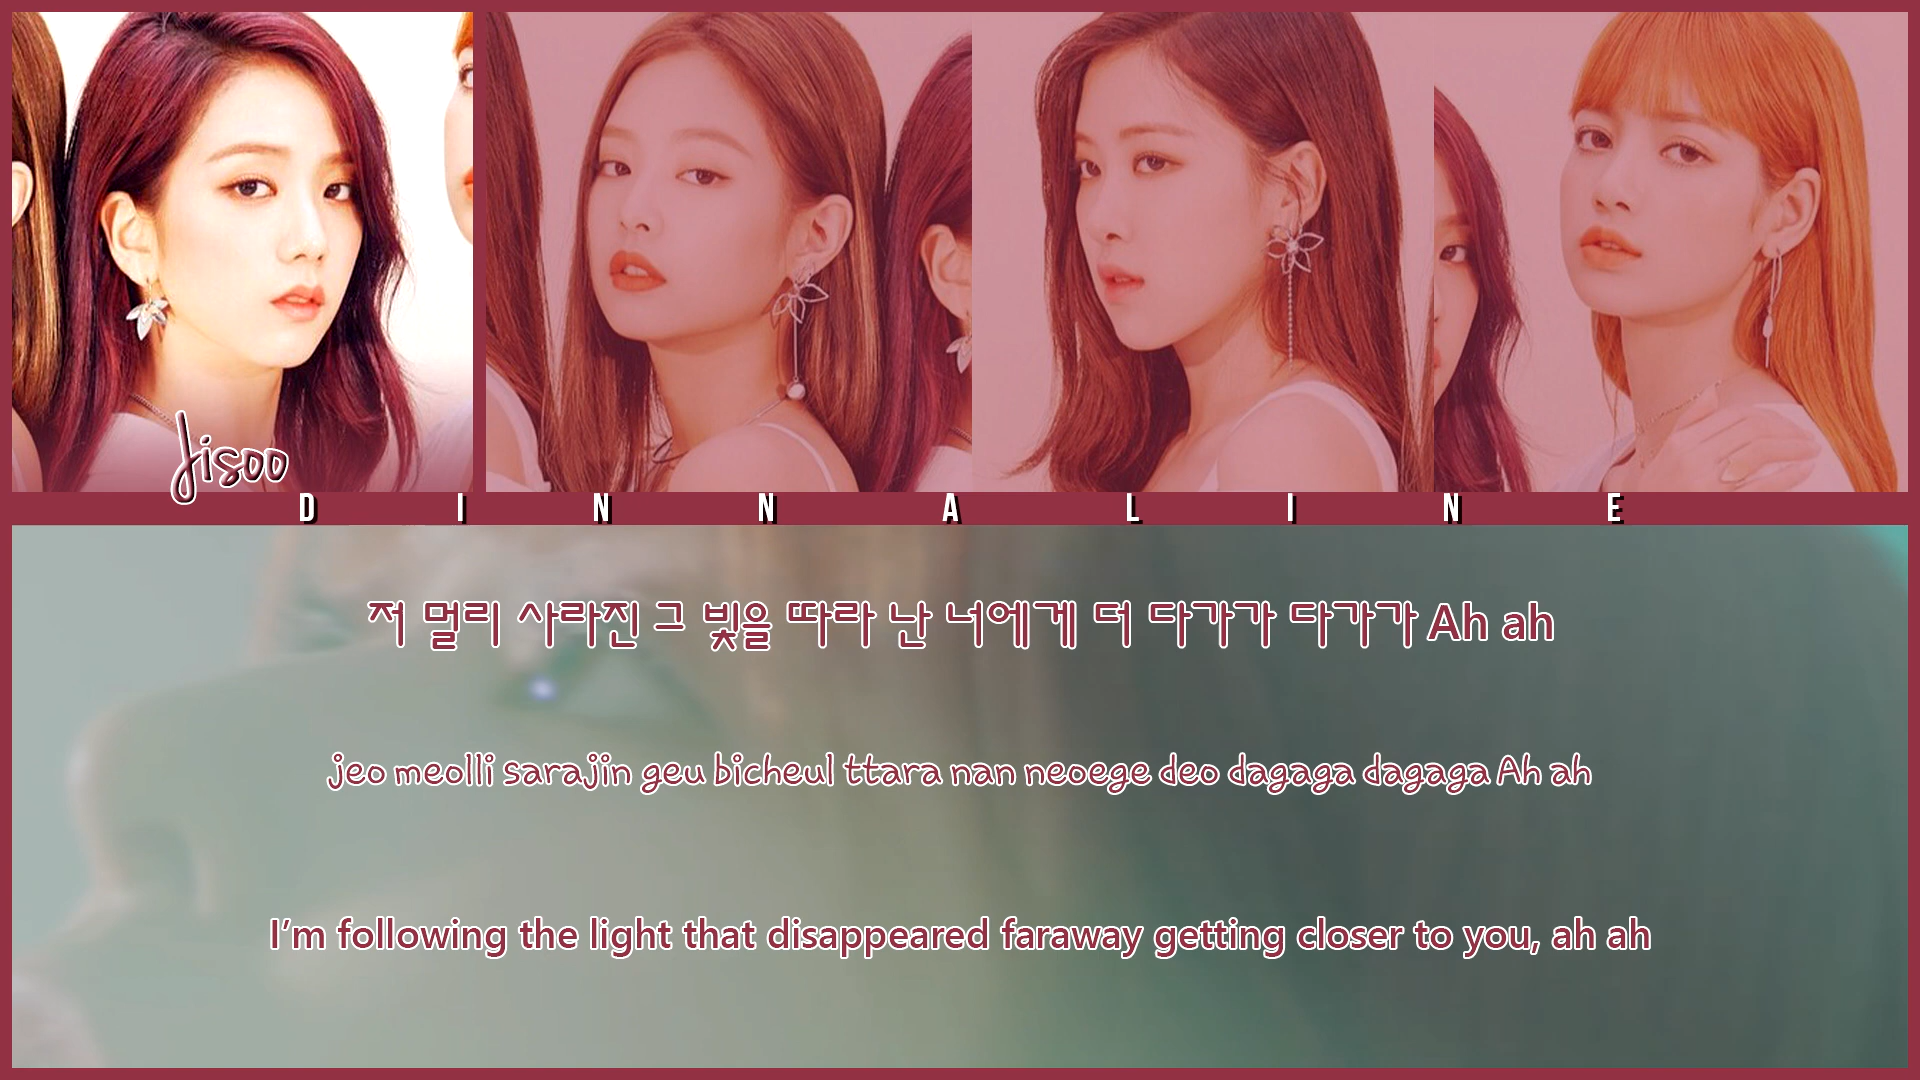 Jisoo
D I N N A L I N E
저 멀리 사라진 그 빛을 따라 난 너에게 더 다가가 다가가 Ah ah
jeo meolli sarajin geu bicheul ttara nan neoege deo dagaga dagaga Ah ah
I’m following the light that disappeared faraway getting closer to you, ah ah